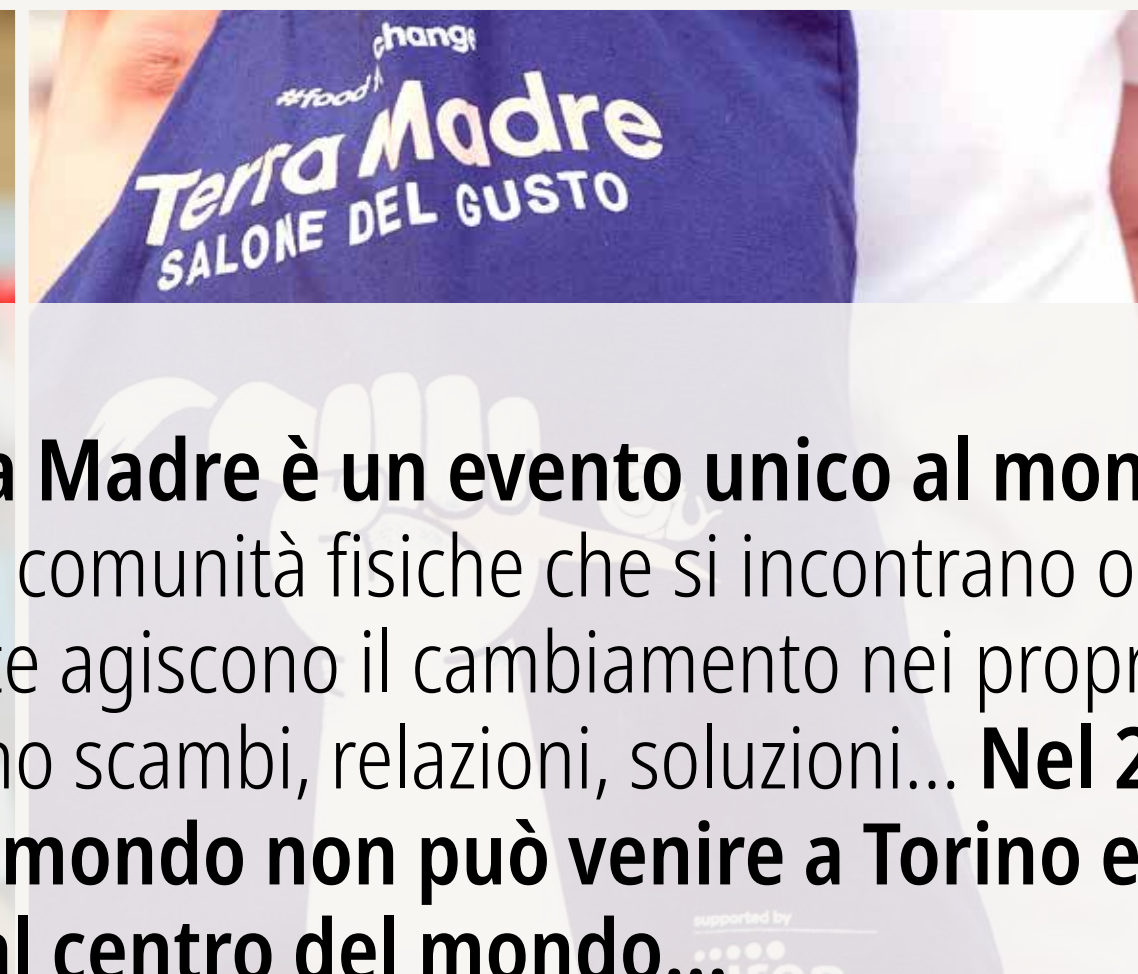 change
#food
Terra Madre
SALONE DEL GUSTO
a Madre è un evento unico al mon
comunità fisiche che si incontrano o
te agiscono il cambiamento nei propr
no scambi, relazioni, soluzioni... Nel 2
mondo non può venire a Torino e
al centro del mondo...
supported by